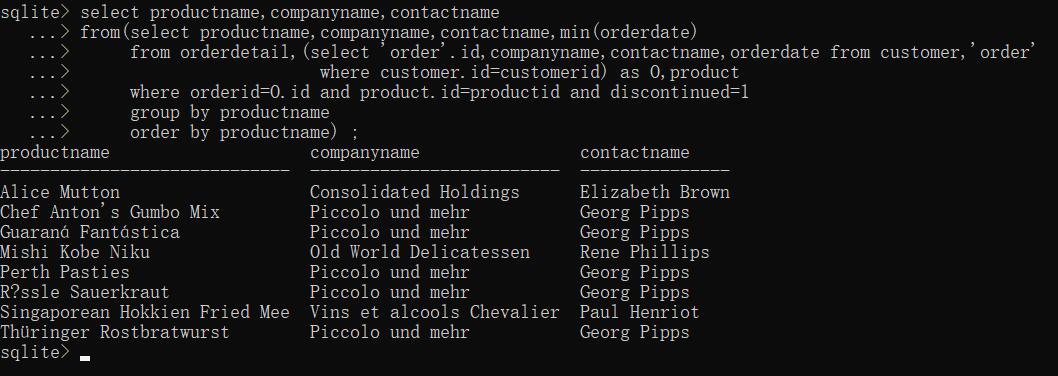 sqlite> select productname,companyname,contactname
   ...> from(select productname,companyname,contactname,min(orderdate)
   ...>      from orderdetail,(select 'order'.id,companyname,contactname,orderdate from customer,'order'
   ...>                         where customer.id=customerid) as O,product
   ...>      where orderid=O.id and product.id=productid and discontinued=1
   ...>      group by productname
   ...>      order by productname) ;
productname                    companyname                contactname
-----------------------------  -------------------------  ---------------
Alice Mutton                   Consolidated Holdings      Elizabeth Brown
Chef Anton's Gumbo Mix         Piccolo und mehr           Georg Pipps
Guaraná Fantástica             Piccolo und mehr           Georg Pipps
Mishi Kobe Niku                Old World Delicatessen     Rene Phillips
Perth Pasties                  Piccolo und mehr           Georg Pipps
R?ssle Sauerkraut              Piccolo und mehr           Georg Pipps
Singaporean Hokkien Fried Mee  Vins et alcools Chevalier  Paul Henriot
Thüringer Rostbratwurst        Piccolo und mehr           Georg Pipps
sqlite>